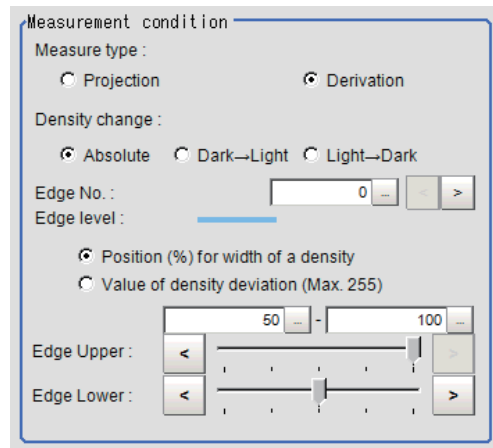 Measurement condition
Measure type :
Projection Derivation
Density change :
Absolute Dark→Light Light→Dark
Edge No. : 0 ... < >
Edge level :
Position (%) for width of a density
Value of density deviation (Max. 255)
50 ... - 100 ...
Edge Upper : < >
Edge Lower : < >